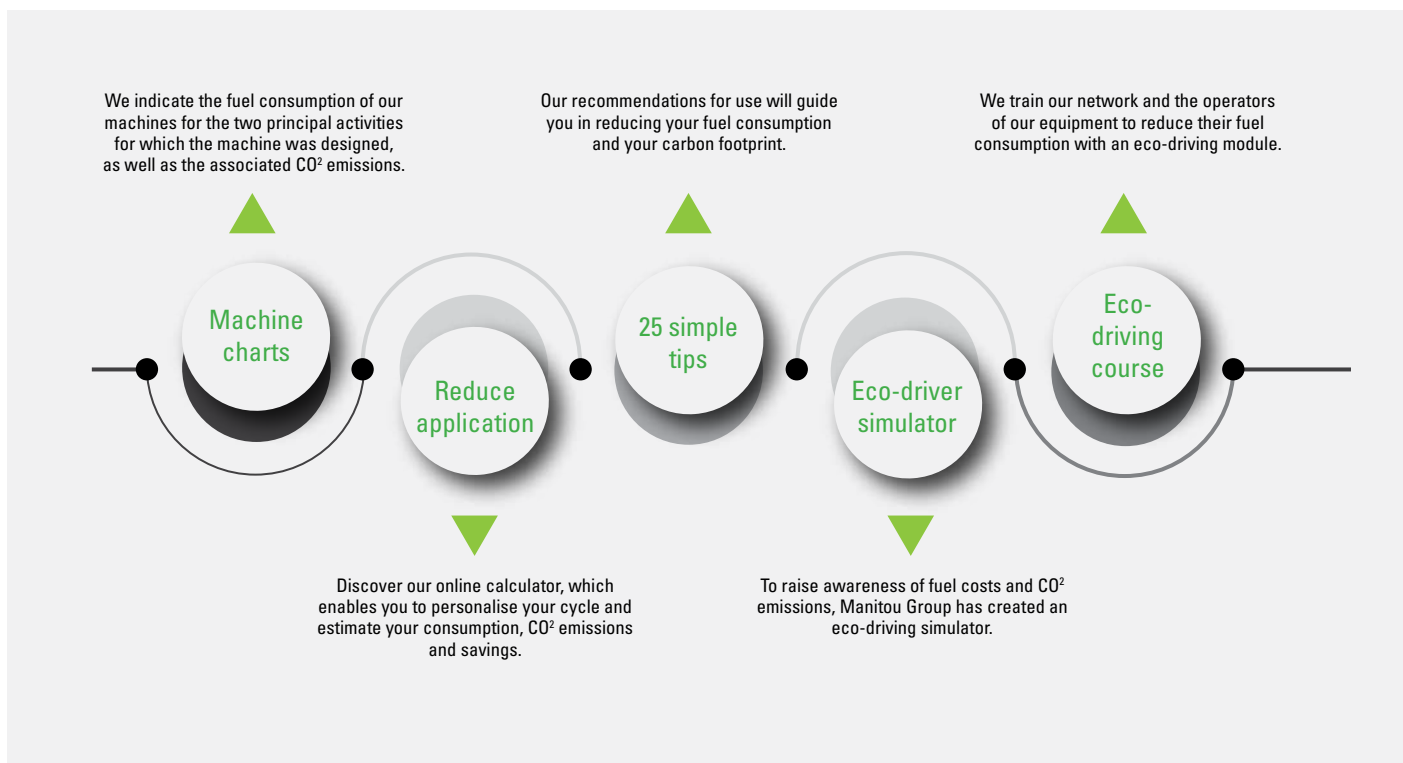 We indicate the fuel consumption of our
machines for the two principal activities
for which the machine was designed,
as well as the associated CO² emissions.
Machine
charts
Reduce
application
Discover our online calculator, which
enables you to personalise your cycle and
estimate your consumption, CO² emissions
and savings.
Our recommendations for use will guide
you in reducing your fuel consumption
and your carbon footprint.
25 simple
tips
Eco-driver
simulator
To raise awareness of fuel costs and CO²
emissions, Manitou Group has created an
eco-driving simulator.
We train our network and the operators
of our equipment to reduce their fuel
consumption with an eco-driving module.
Eco-
driving
course